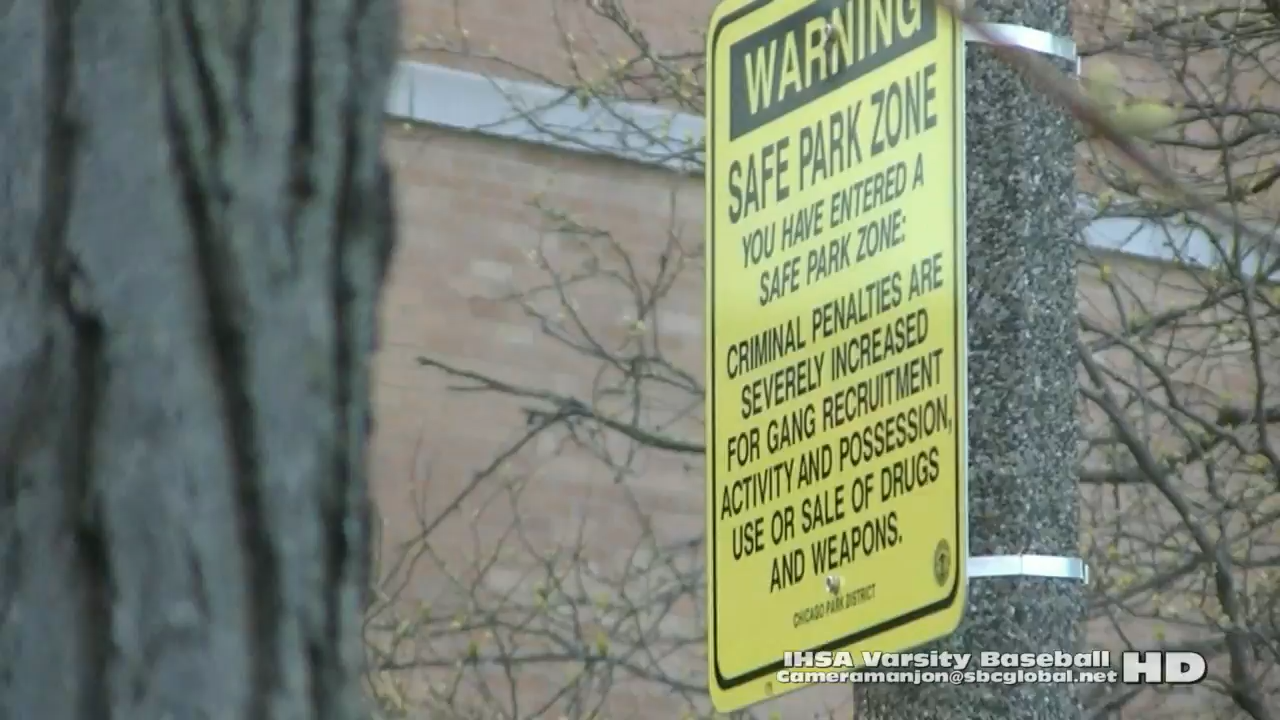 WARNING
SAFE PARK ZONE
YOU HAVE ENTERED A
SAFE PARK ZONE:
CRIMINAL PENALTIES ARE
SEVERELY INCREASED
FOR GANG RECRUITMENT
ACTIVITY AND POSSESSION,
USE OR SALE OF DRUGS
AND WEAPONS.
CHICAGO PARK DISTRICT
IHSA Varsity Baseball HD
Cameramanjon@sbcglobal.net